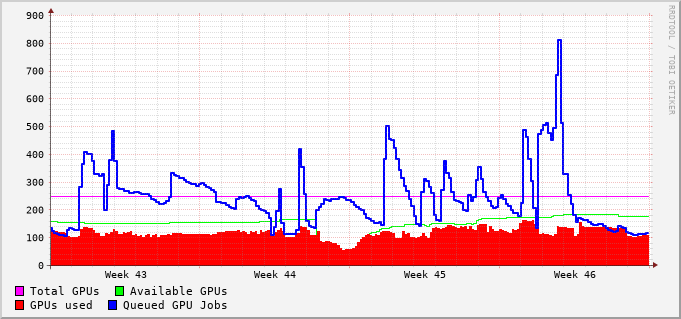 900
800
700
600
500
400
300
200
100
0
Week 43 Week 44 Week 45 Week 46
Total GPUs Available GPUs
GPUs used Queued GPU Jobs
RRDTOOL / TOBI OETIKER